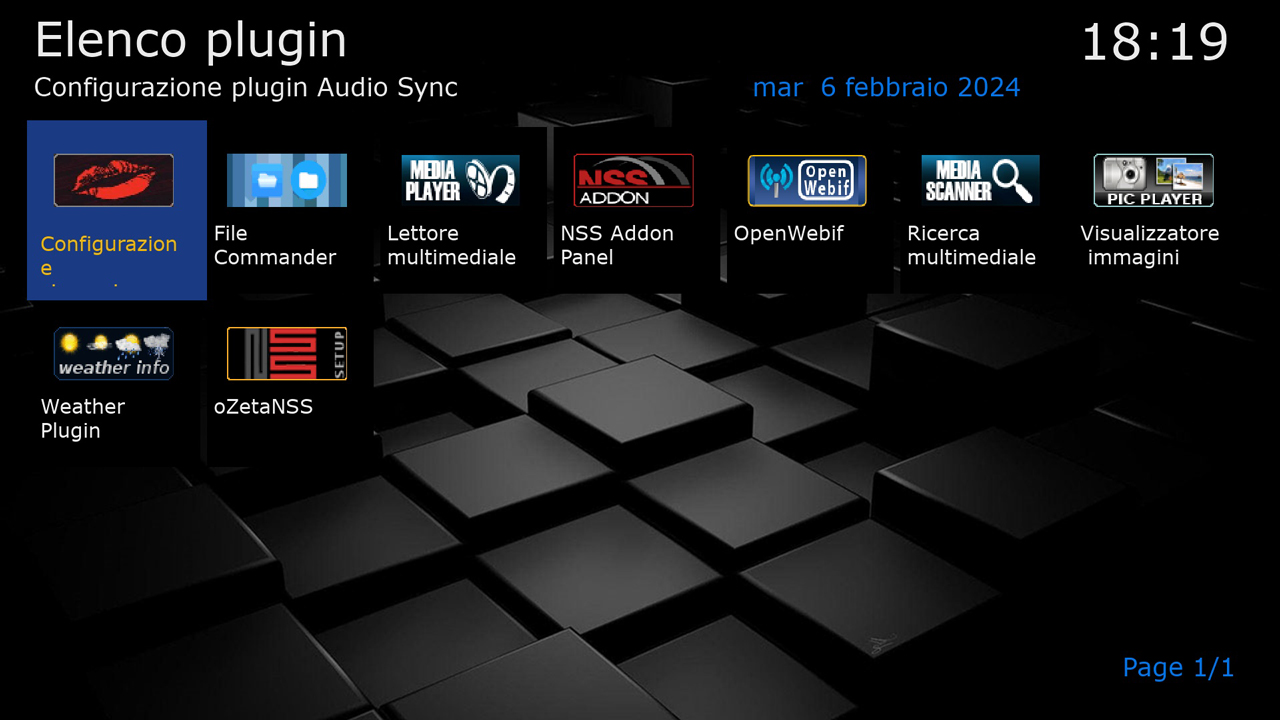 Elenco plugin
18:19
Configurazione plugin Audio Sync
mar 6 febbraio 2024
MEDIA
PLAYER
NSS
ADDON
Open
Webif
MEDIA
SCANNER
PIC PLAYER
Configurazion
e
File
Commander
Lettore
multimediale
NSS Addon
Panel
OpenWebif
Ricerca
multimediale
Visualizzatore
immagini
weather info
NSS
SETUP
Weather
Plugin
oZetaNSS
Page 1/1